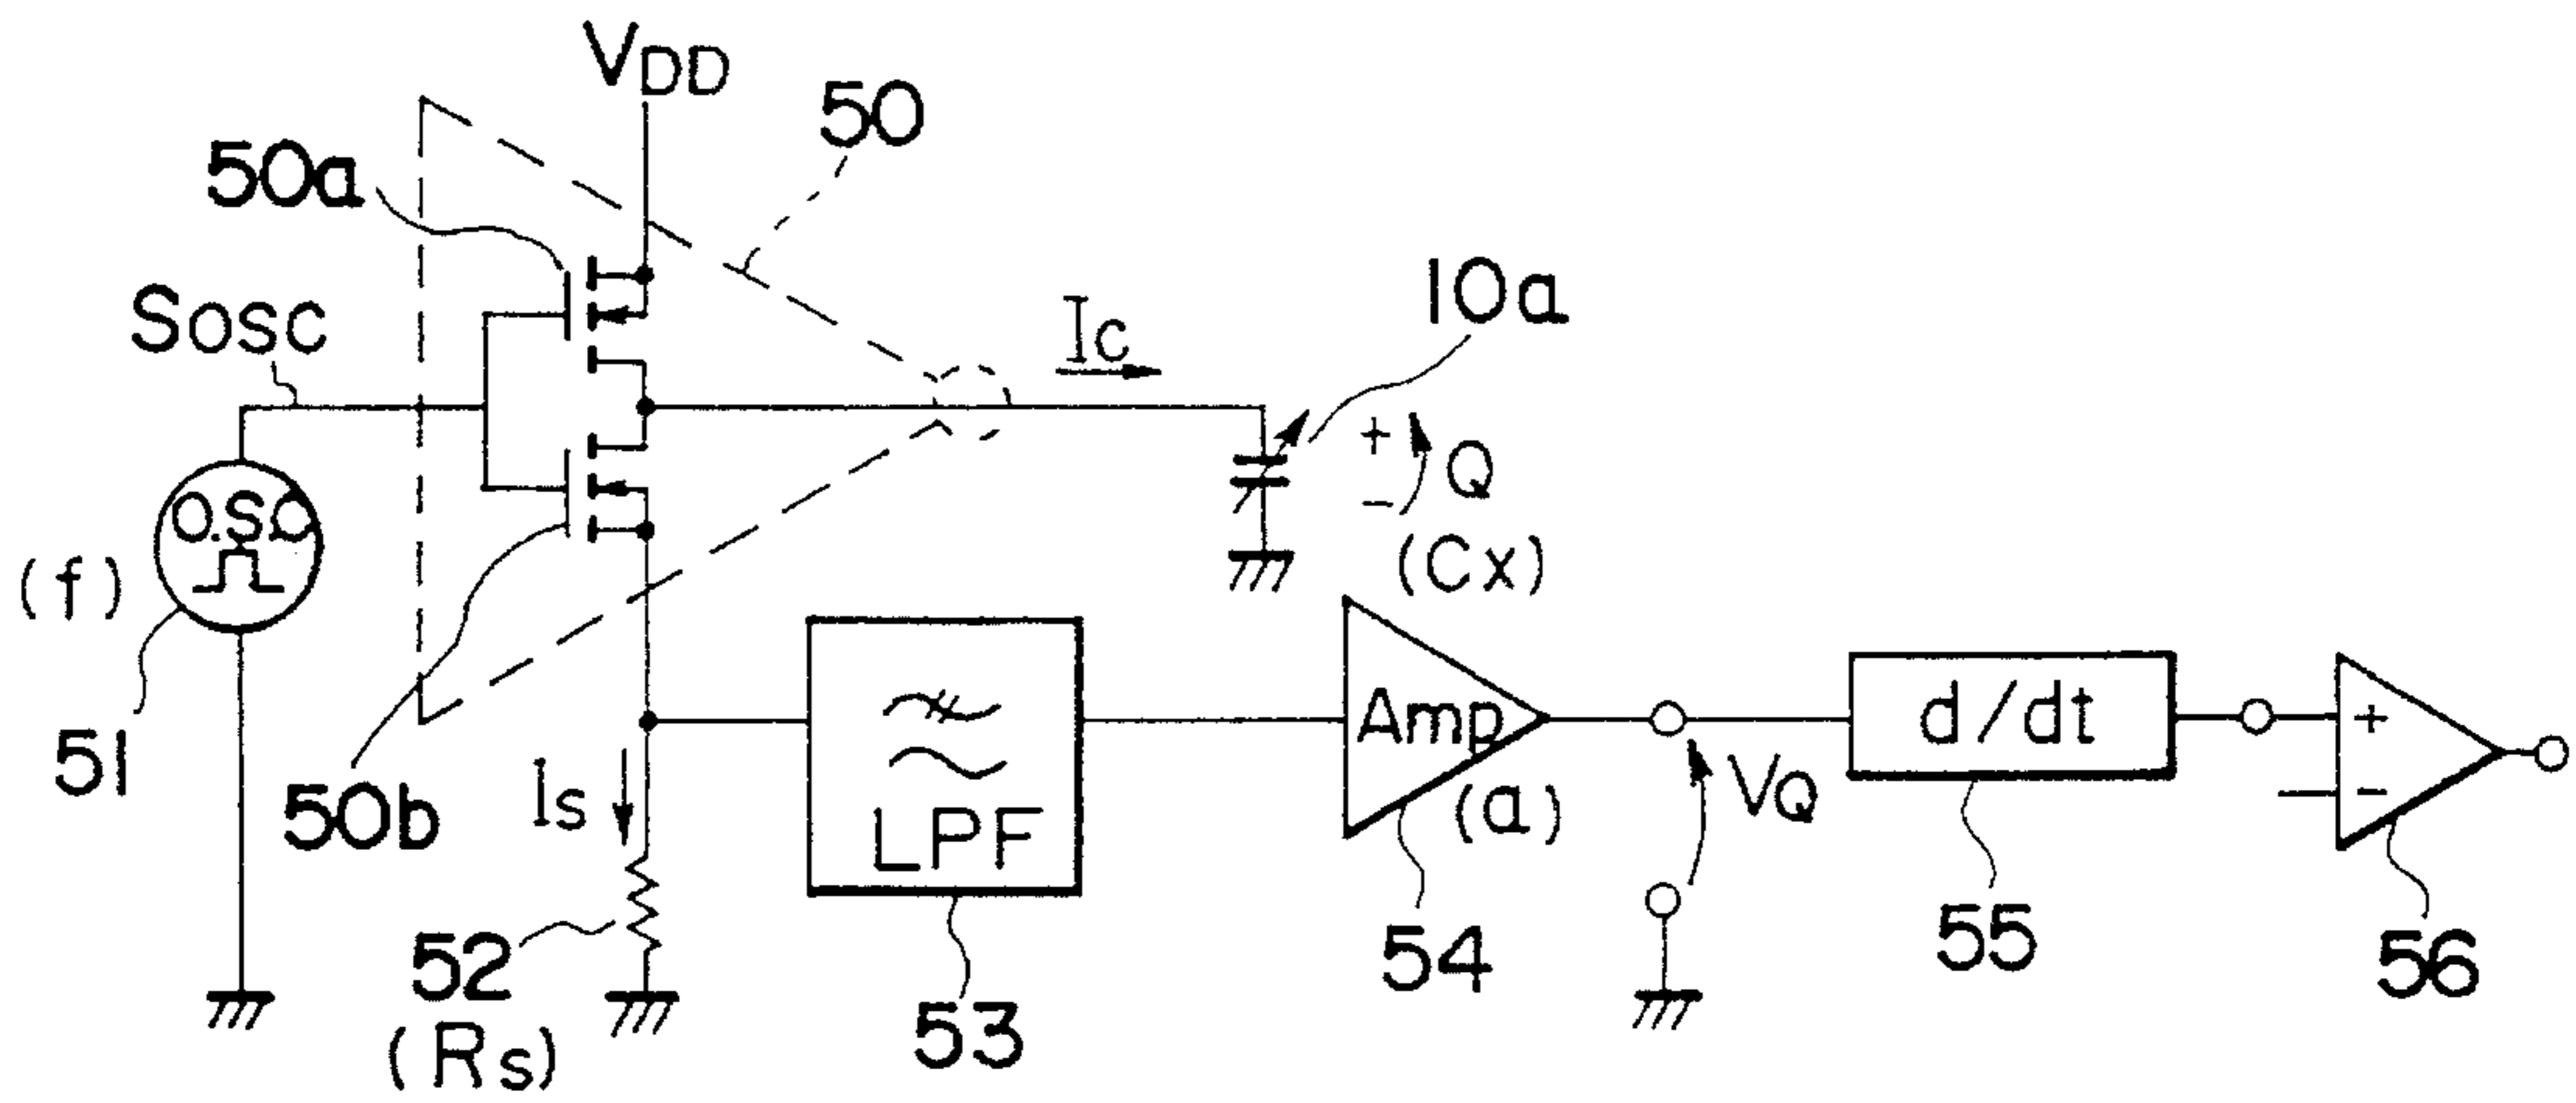 VDD
50
50a
SOSC
Ic
10a
+
Q
-
(Cx)
O.S.C
(f)
51
50b
Is
LPF
Amp
(a)
VQ
d/dt
+
-
52
(Rs)
53
54
55
56